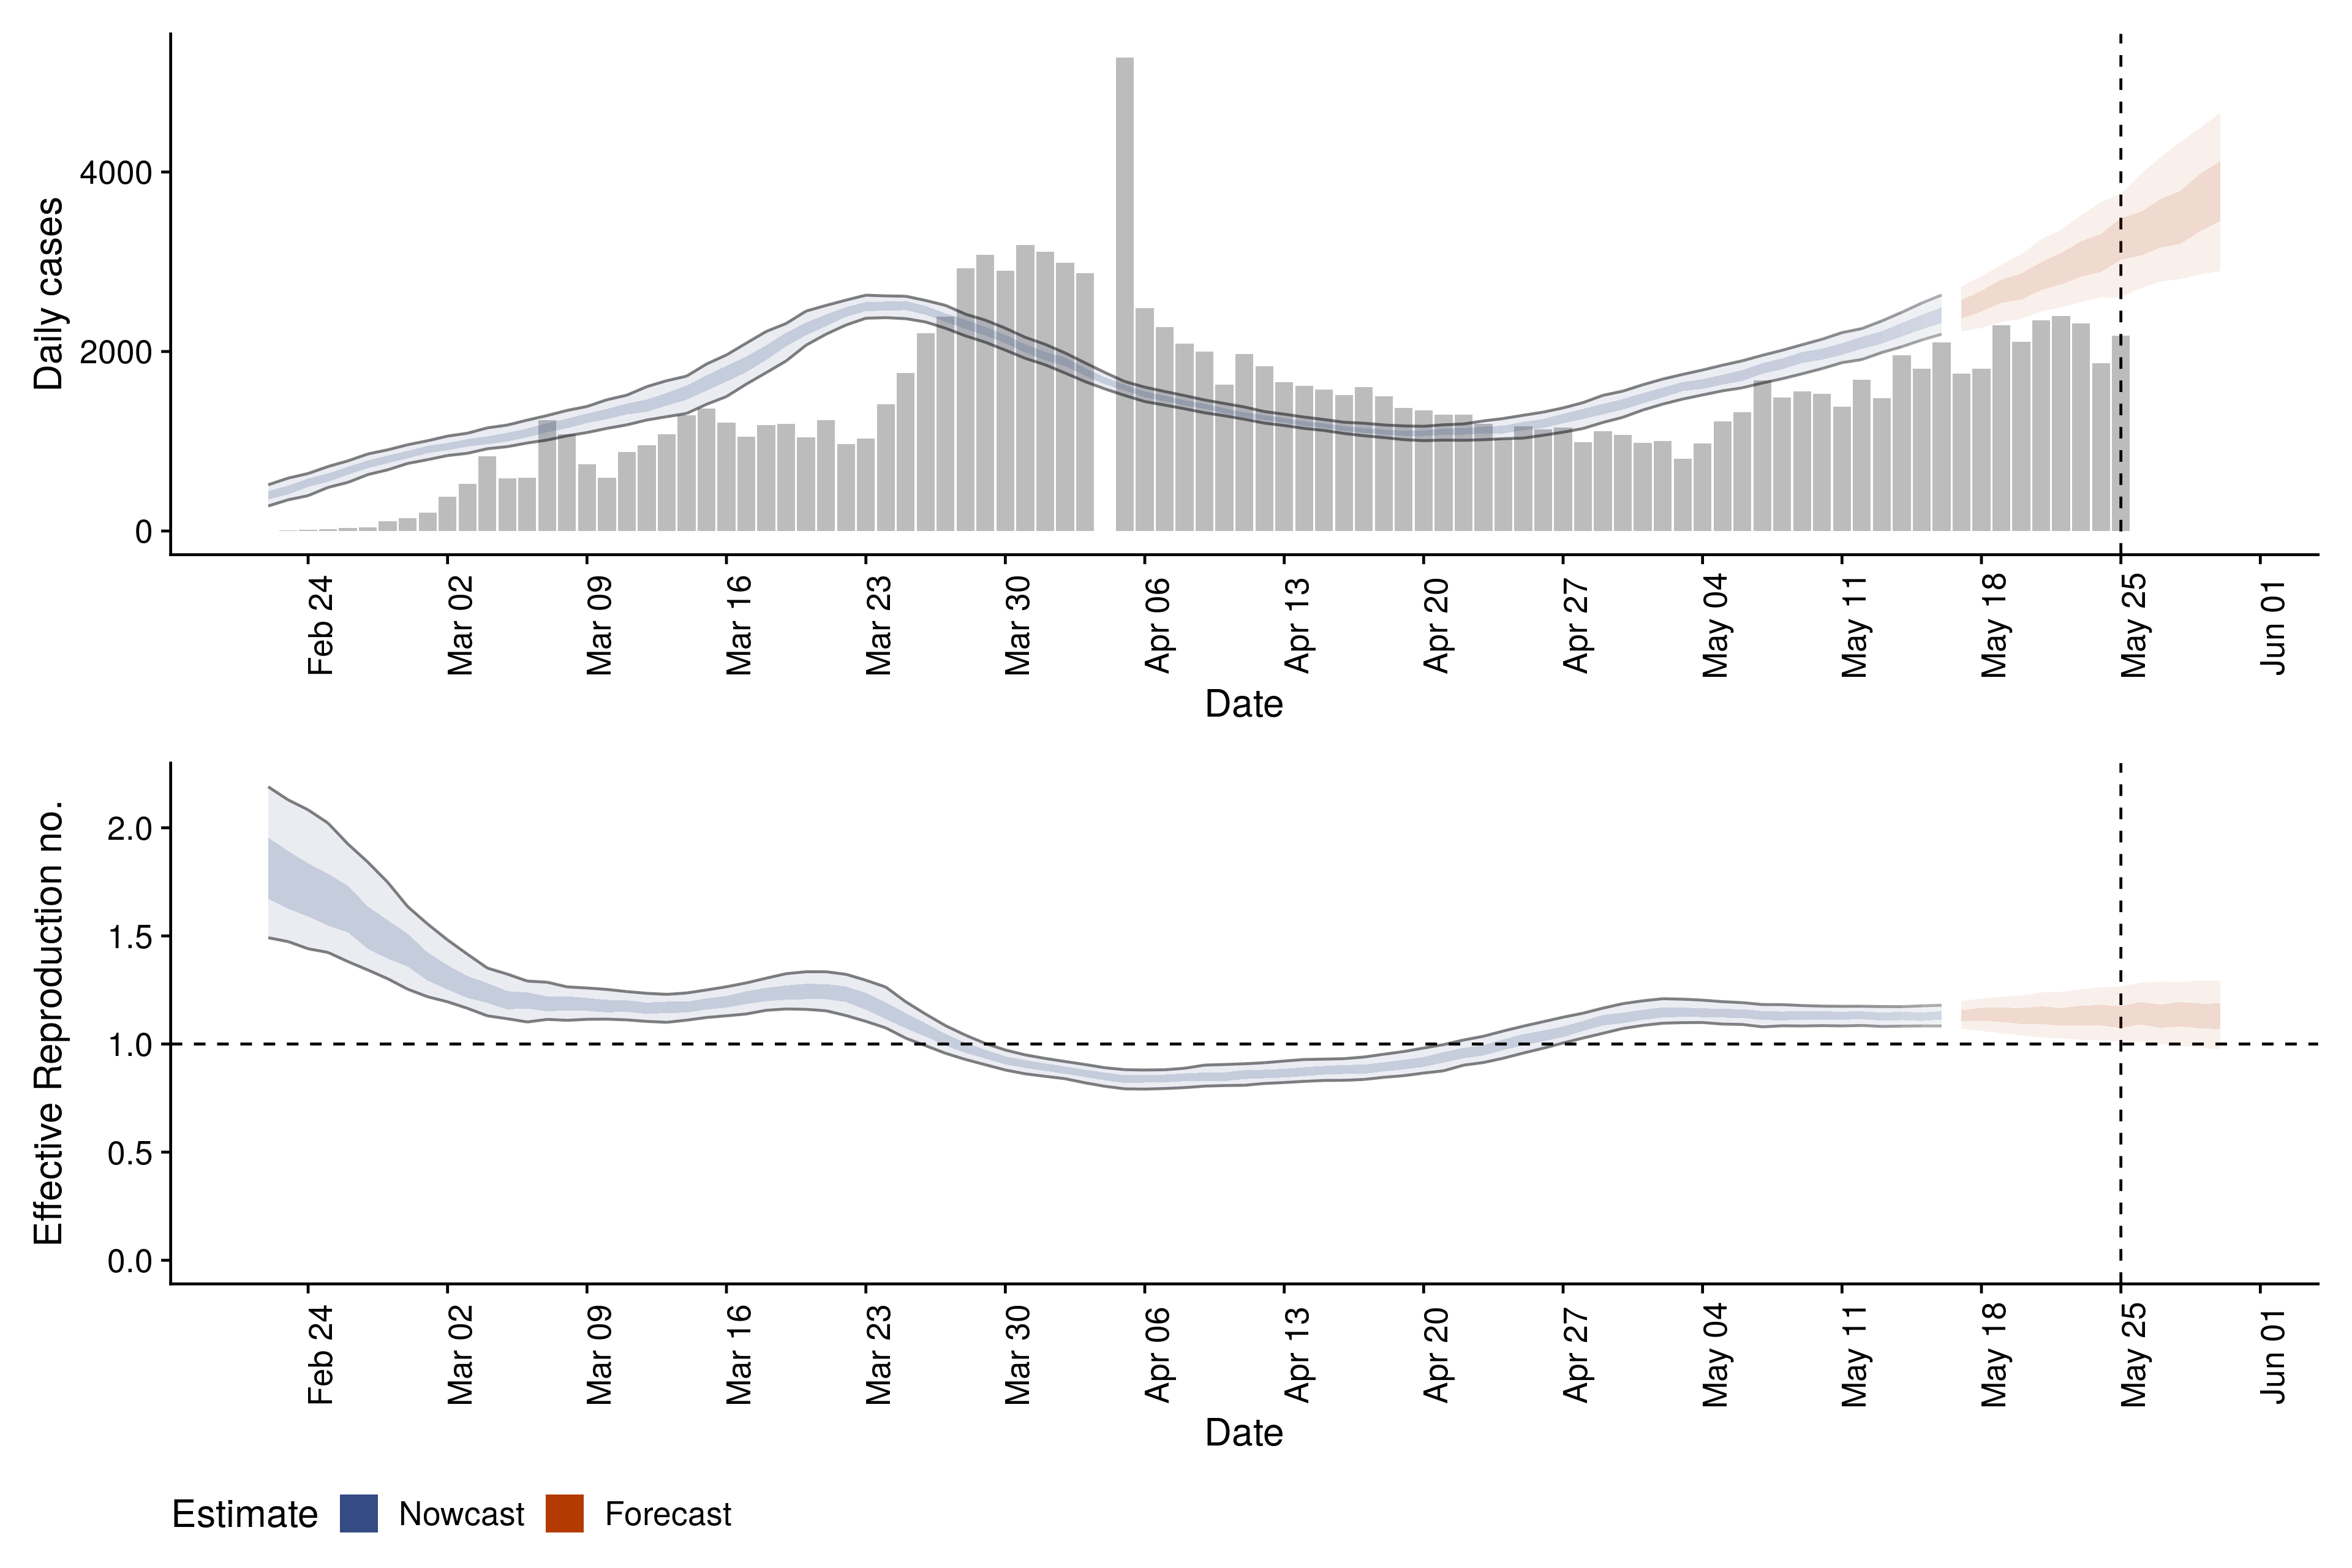 Daily cases
4000
2000
0
Feb 24 Mar 02 Mar 09 Mar 16 Mar 23 Mar 30 Apr 06 Apr 13 Apr 20 Apr 27 May 04 May 11 May 18 May 25 Jun 01
Date
Effective Reproduction no.
2.0
1.5
1.0
0.5
0.0
Feb 24 Mar 02 Mar 09 Mar 16 Mar 23 Mar 30 Apr 06 Apr 13 Apr 20 Apr 27 May 04 May 11 May 18 May 25 Jun 01
Date
Estimate Nowcast Forecast